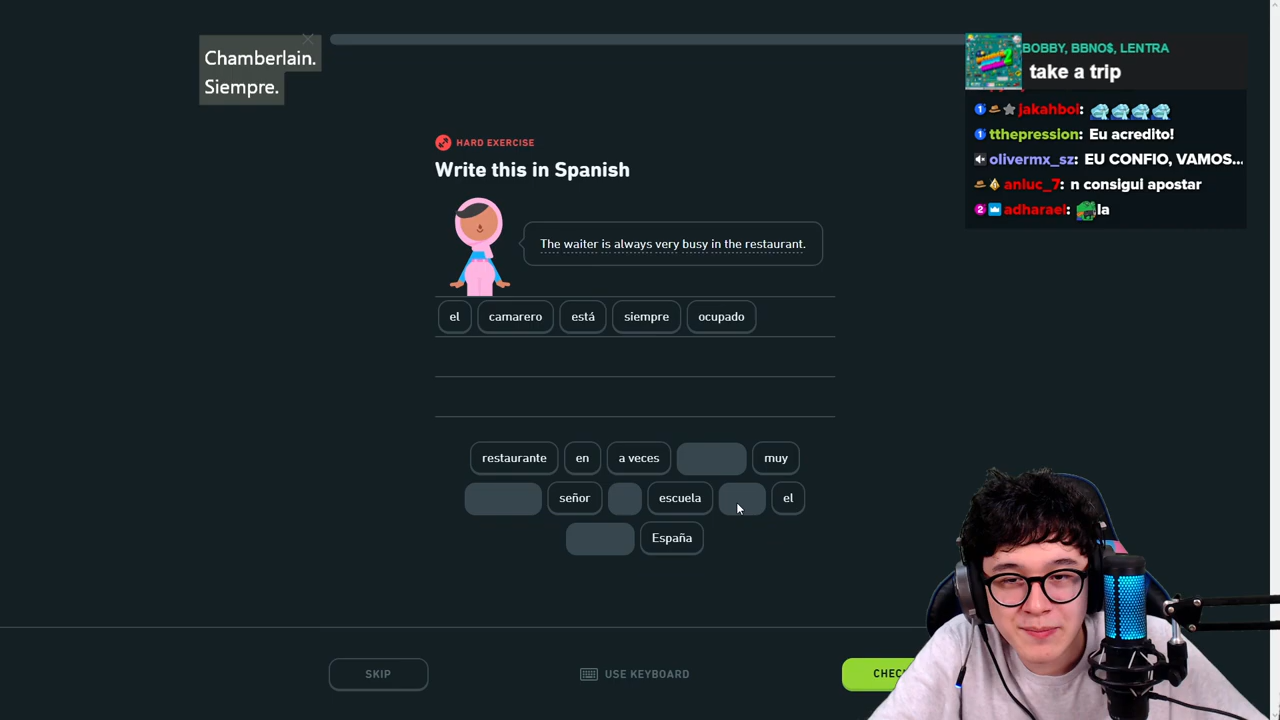 Chamberlain.
Siempre.
BOBBY, BBNO$, LENTRA
take a trip
jakahboi:
tthepression: Eu acredito!
olivermx_sz: EU CONFIO, VAMOS...
anluc_7: n consigui apostar
adharael: la
HARD EXERCISE
Write this in Spanish
The waiter is always very busy in the restaurant.
el camarero está siempre ocupado
restaurante en a veces muy
señor escuela el
España
SKIP
USE KEYBOARD
CHEC